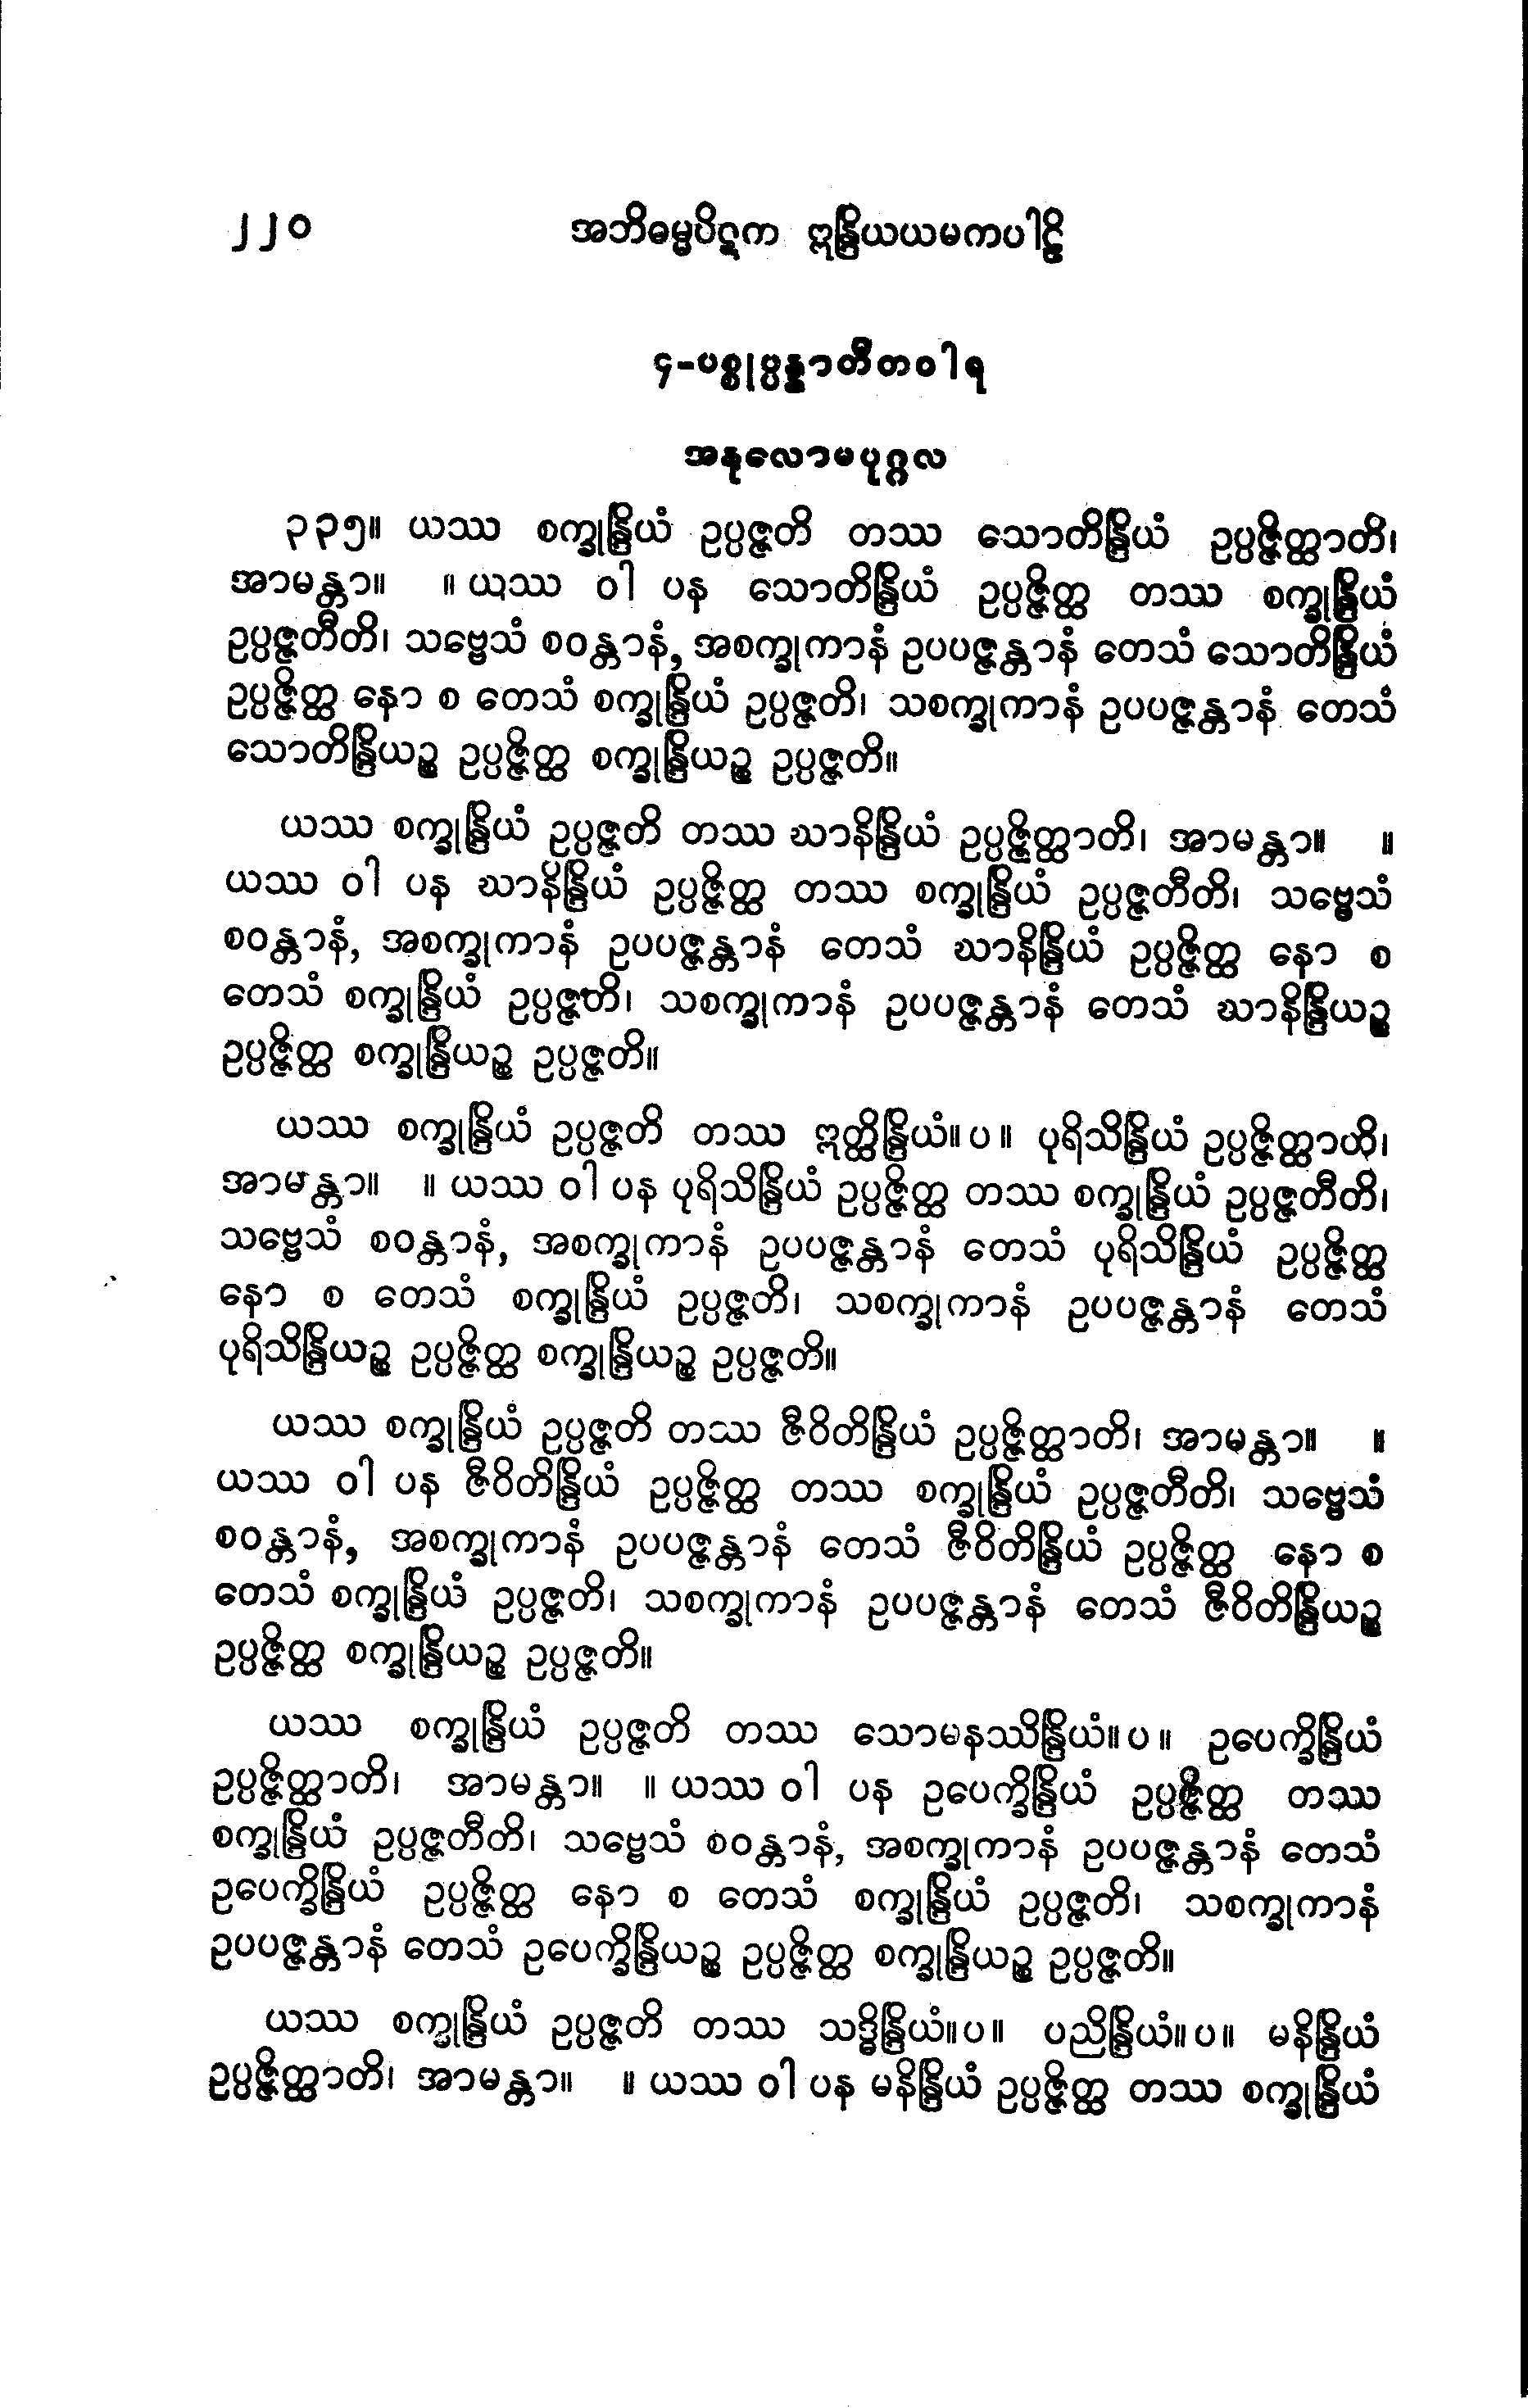 ၂၂၀ အဘိဓမ္မပိဋက ဣန္ဒြိယယမကပါဠိ
၄-ပစ္စုပ္ပန္နာတီတဝါရ
အနုလောမပုဂ္ဂလ
၃၃၅။ ယဿ စက္ခုန္ဒြိယံ ဥပ္ပဇ္ဇတိ တဿ သောတိန္ဒြိယံ ဥပ္ပဇ္ဇိတ္ထာတိ၊
အာမန္တာ။ ။ ယဿ ဝါ ပန သောတိန္ဒြိယံ ဥပ္ပဇ္ဇိတ္ထ တဿ စက္ခုန္ဒြိယံ
ဥပ္ပဇ္ဇတီတိ၊ သဗ္ဗေသံ စဝန္တာနံ, အစက္ခုကာနံ ဥပပဇ္ဇန္တာနံ တေသံ သောတိန္ဒြိယံ
ဥပ္ပဇ္ဇိတ္ထ နော စ တေသံ စက္ခုန္ဒြိယံ ဥပ္ပဇ္ဇတိ၊ သစက္ခုကာနံ ဥပပဇ္ဇန္တာနံ တေသံ
သောတိန္ဒြိယဉ္စ ဥပ္ပဇ္ဇိတ္ထ စက္ခုန္ဒြိယဉ္စ ဥပ္ပဇ္ဇတိ။
ယဿ စက္ခုန္ဒြိယံ ဥပ္ပဇ္ဇတိ တဿ ဃာနိန္ဒြိယံ ဥပ္ပဇ္ဇိတ္ထာတိ၊ အာမန္တာ။ ။
ယဿ ဝါ ပန ဃာနိန္ဒြိယံ ဥပ္ပဇ္ဇိတ္ထ တဿ စက္ခုန္ဒြိယံ ဥပ္ပဇ္ဇတီတိ၊ သဗ္ဗေသံ
စဝန္တာနံ, အစက္ခုကာနံ ဥပပဇ္ဇန္တာနံ တေသံ ဃာနိန္ဒြိယံ ဥပ္ပဇ္ဇိတ္ထ နော စ
တေသံ စက္ခုန္ဒြိယံ ဥပ္ပဇ္ဇတိ၊ သစက္ခုကာနံ ဥပပဇ္ဇန္တာနံ တေသံ ဃာနိန္ဒြိယဉ္စ
ဥပ္ပဇ္ဇိတ္ထ စက္ခုန္ဒြိယဉ္စ ဥပ္ပဇ္ဇတိ။
ယဿ စက္ခုန္ဒြိယံ ဥပ္ပဇ္ဇတိ တဿ ဣတ္ထိန္ဒြိယံ။ပ။ ပုရိသိန္ဒြိယံ ဥပ္ပဇ္ဇိတ္ထာတိ၊
အာမန္တာ။ ။ ယဿ ဝါ ပန ပုရိသိန္ဒြိယံ ဥပ္ပဇ္ဇိတ္ထ တဿ စက္ခုန္ဒြိယံ ဥပ္ပဇ္ဇတီတိ၊
သဗ္ဗေသံ စဝန္တာနံ, အစက္ခုကာနံ ဥပပဇ္ဇန္တာနံ တေသံ ပုရိသိန္ဒြိယံ ဥပ္ပဇ္ဇိတ္ထ
နော စ တေသံ စက္ခုန္ဒြိယံ ဥပ္ပဇ္ဇတိ၊ သစက္ခုကာနံ ဥပပဇ္ဇန္တာနံ တေသံ
ပုရိသိန္ဒြိယဉ္စ ဥပ္ပဇ္ဇိတ္ထ စက္ခုန္ဒြိယဉ္စ ဥပ္ပဇ္ဇတိ။
ယဿ စက္ခုန္ဒြိယံ ဥပ္ပဇ္ဇတိ တဿ ဇီဝိတိန္ဒြိယံ ဥပ္ပဇ္ဇိတ္ထာတိ၊ အာမန္တာ။ ။
ယဿ ဝါ ပန ဇီဝိတိန္ဒြိယံ ဥပ္ပဇ္ဇိတ္ထ တဿ စက္ခုန္ဒြိယံ ဥပ္ပဇ္ဇတီတိ၊ သဗ္ဗေသံ
စဝန္တာနံ, အစက္ခုကာနံ ဥပပဇ္ဇန္တာနံ တေသံ ဇီဝိတိန္ဒြိယံ ဥပ္ပဇ္ဇိတ္ထ နော စ
တေသံ စက္ခုန္ဒြိယံ ဥပ္ပဇ္ဇတိ၊ သစက္ခုကာနံ ဥပပဇ္ဇန္တာနံ တေသံ ဇီဝိတိန္ဒြိယဉ္စ
ဥပ္ပဇ္ဇိတ္ထ စက္ခုန္ဒြိယဉ္စ ဥပ္ပဇ္ဇတိ။
ယဿ စက္ခုန္ဒြိယံ ဥပ္ပဇ္ဇတိ တဿ သောမနဿိန္ဒြိယံ။ပ။ ဥပေက္ခိန္ဒြိယံ
ဥပ္ပဇ္ဇိတ္ထာတိ၊ အာမန္တာ။ ။ ယဿ ဝါ ပန ဥပေက္ခိန္ဒြိယံ ဥပ္ပဇ္ဇိတ္ထ တဿ
စက္ခုန္ဒြိယံ ဥပ္ပဇ္ဇတီတိ၊ သဗ္ဗေသံ စဝန္တာနံ, အစက္ခုကာနံ ဥပပဇ္ဇန္တာနံ တေသံ
ဥပေက္ခိန္ဒြိယံ ဥပ္ပဇ္ဇိတ္ထ နော စ တေသံ စက္ခုန္ဒြိယံ ဥပ္ပဇ္ဇတိ၊ သစက္ခုကာနံ
ဥပပဇ္ဇန္တာနံ တေသံ ဥပေက္ခိန္ဒြိယဉ္စ ဥပ္ပဇ္ဇိတ္ထ စက္ခုန္ဒြိယဉ္စ ဥပ္ပဇ္ဇတိ။
ယဿ စက္ခုန္ဒြိယံ ဥပ္ပဇ္ဇတိ တဿ သဒ္ဓိန္ဒြိယံ။ပ။ ပညိန္ဒြိယံ။ပ။ မနိန္ဒြိယံ
ဥပ္ပဇ္ဇိတ္ထာတိ၊ အာမန္တာ။ ။ ယဿ ဝါ ပန မနိန္ဒြိယံ ဥပ္ပဇ္ဇိတ္ထ တဿ စက္ခုန္ဒြိယံ